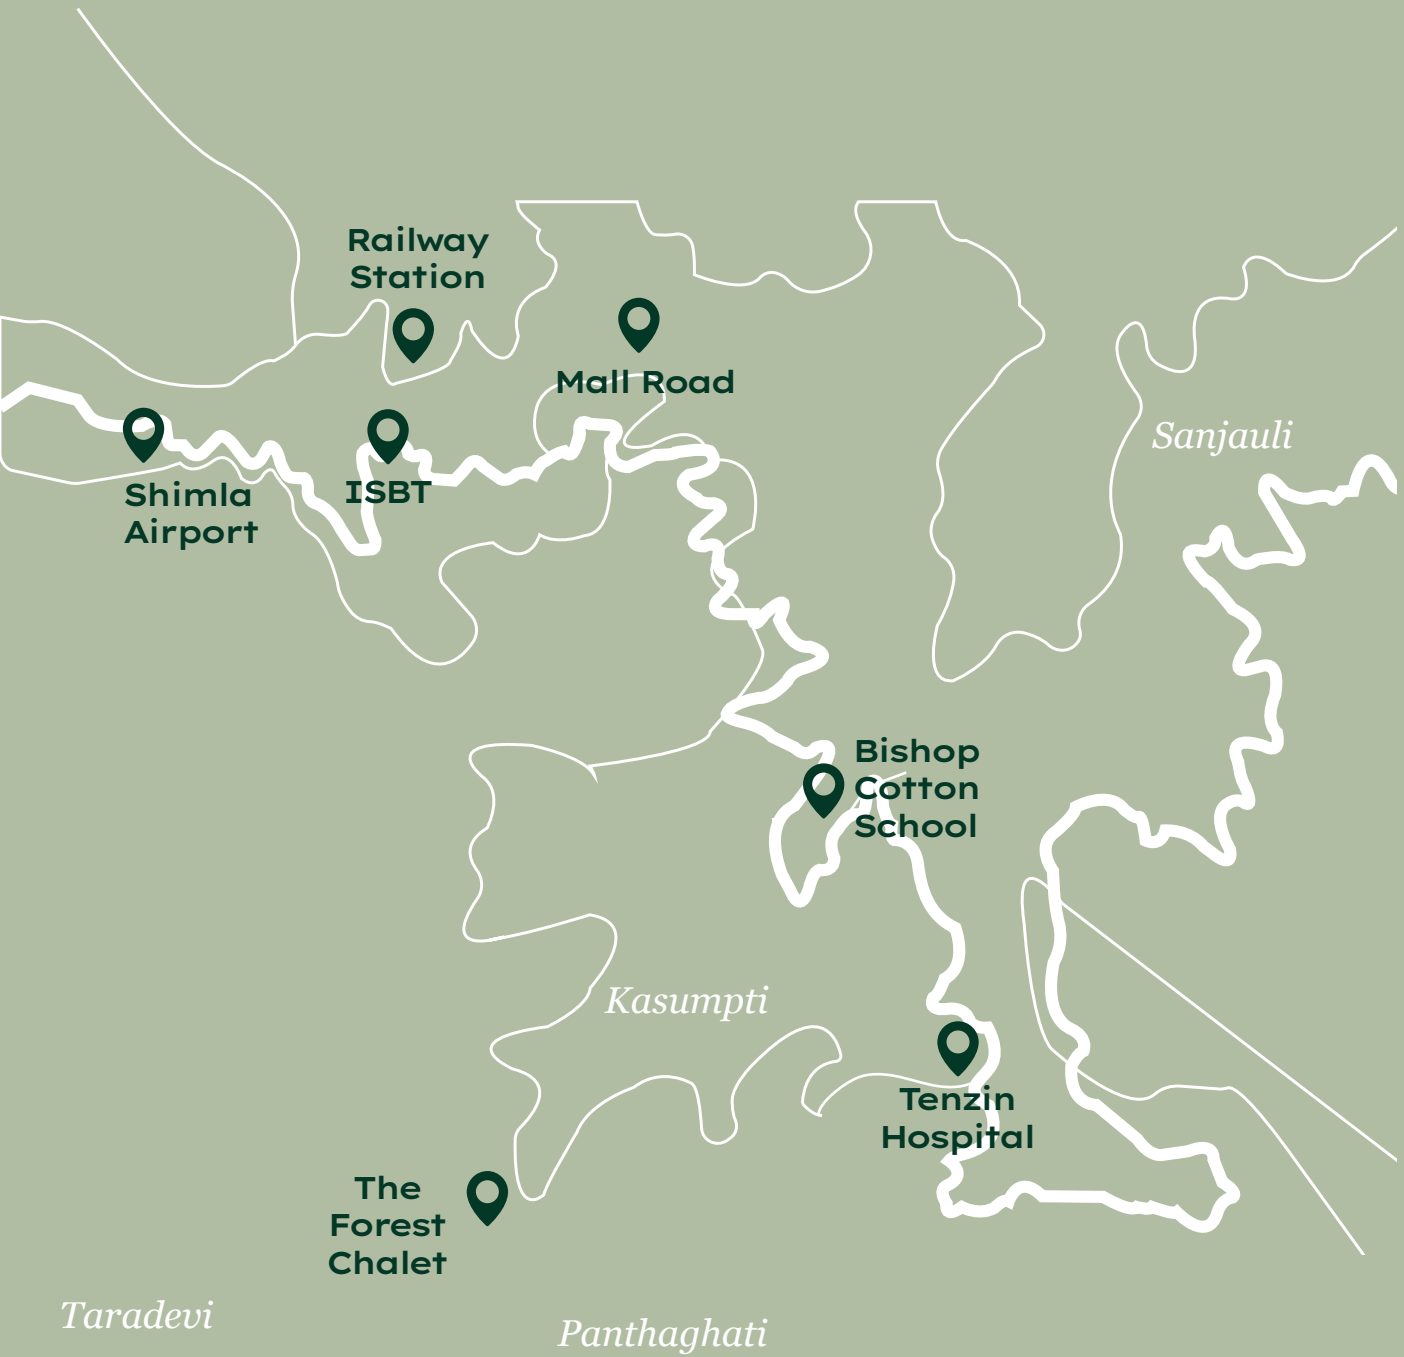 Railway
Station
Mall Road
Sanjauli
Shimla
Airport
ISBT
Bishop
Cotton
School
Kasumpti
Tenzin
Hospital
The
Forest
Chalet
Taradevi
Panthaghati